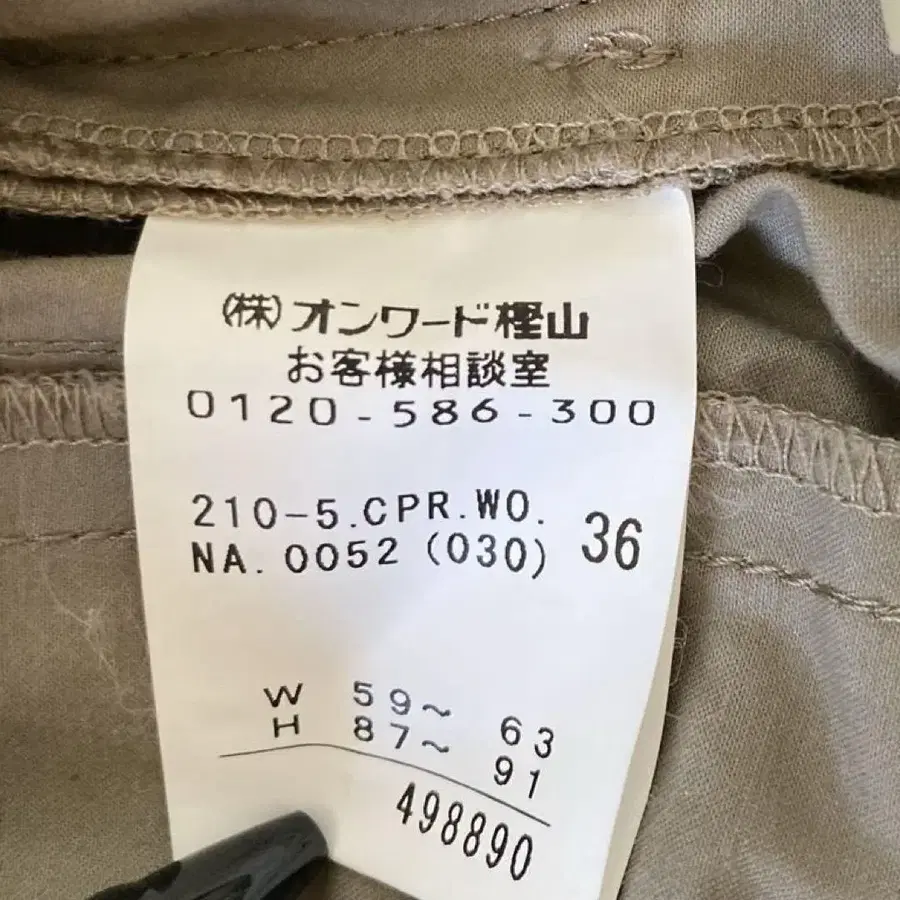 (株)オンワード樫山
お客様相談室
0120-586-300
210-5.CPR.WO.
NA.0052(030) 36
W 59~ 63
H 87~ 91
498890